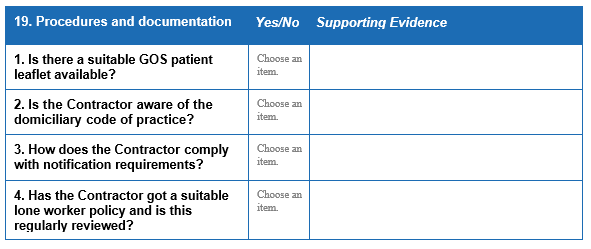 19. Procedures and documentation Yes/No Supporting Evidence
1. Is there a suitable GOS patient Choose an
leaflet available? item.
2. Is the Contractor aware of the Choose an
domiciliary code of practice? item.
3. How does the Contractor comply Choose an
with notification requirements? item.
4. Has the Contractor got a suitable Choose an
lone worker policy and is this item.
regularly reviewed?